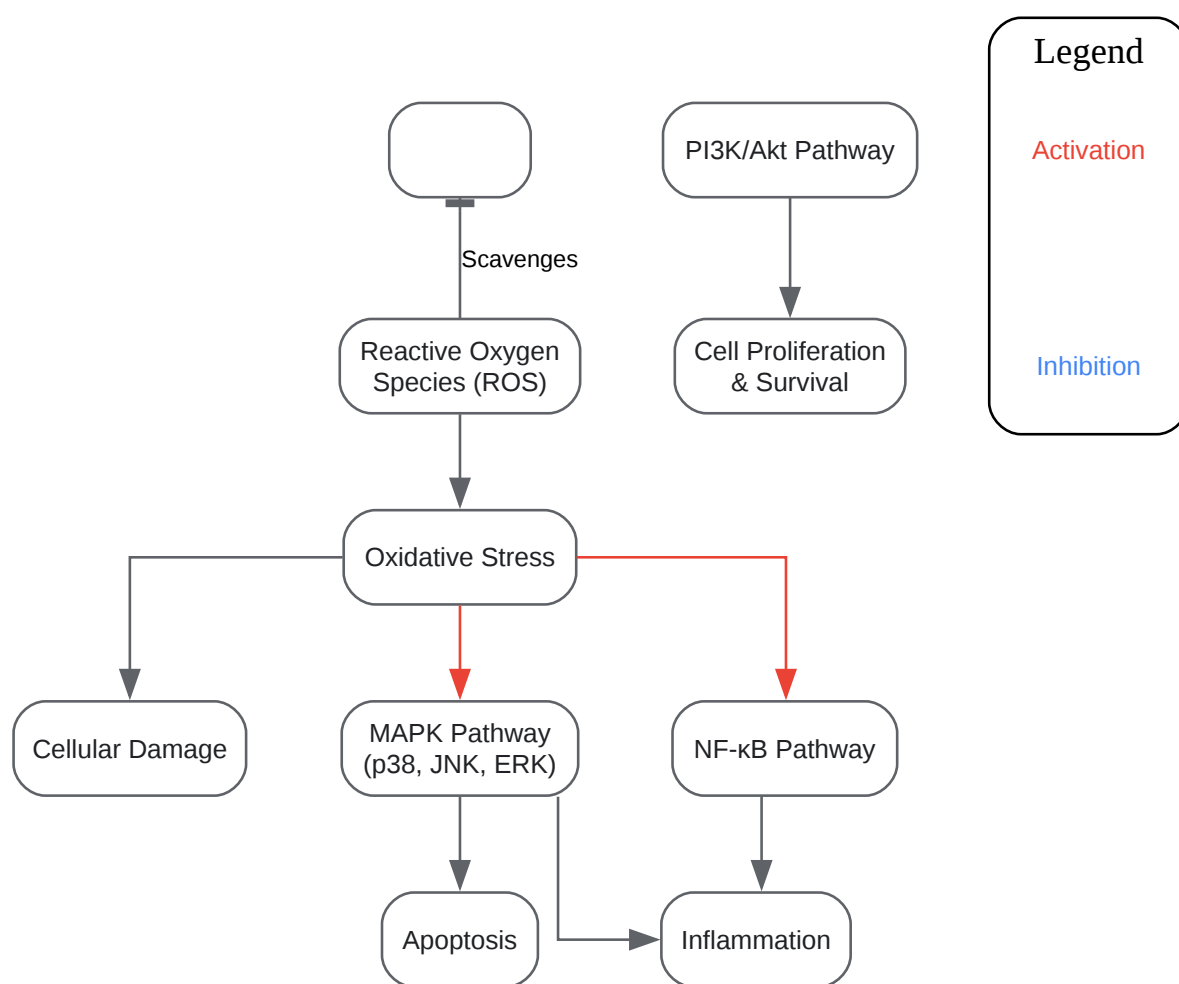 Legend
PI3K/Akt Pathway
Activation
Scavenges
Reactive Oxygen
Species (ROS)
Cell Proliferation
& Survival
Inhibition
Oxidative Stress
Cellular Damage
MAPK Pathway
(p38, JNK, ERK)
NF-κB Pathway
Apoptosis
Inflammation